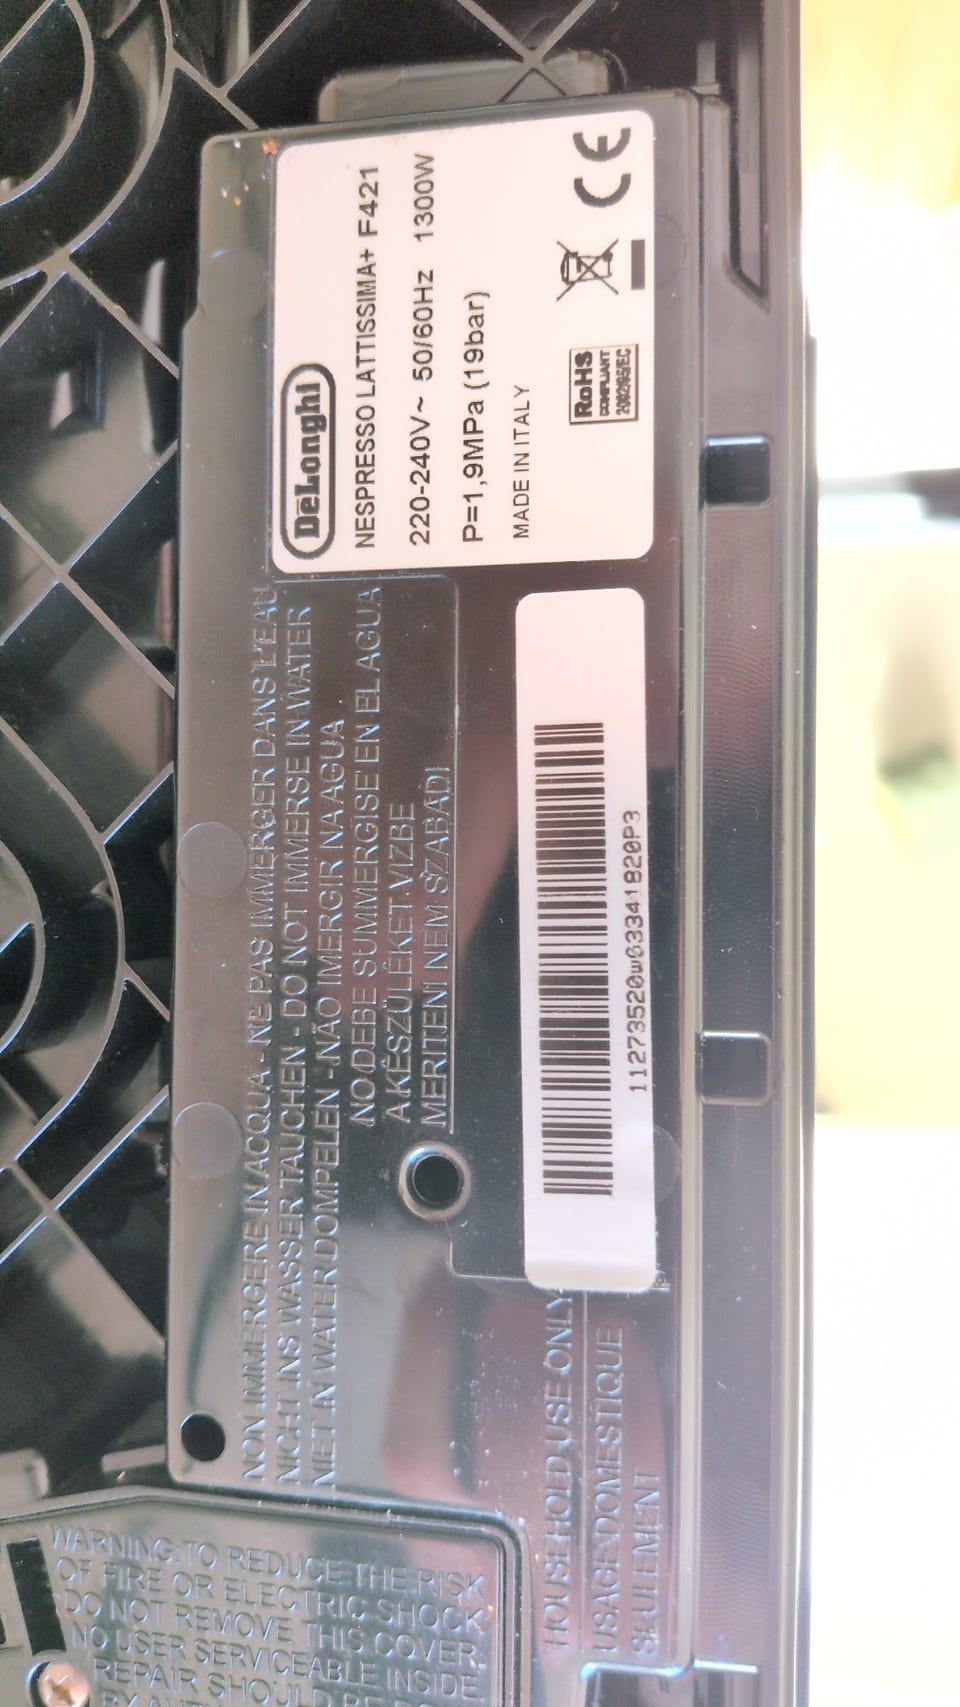 DeLonghi
NESPRESSO LATTISSIMA+ F421
220-240V~ 50/60Hz 1300W
P=1,9MPa (19bar)
MADE IN ITALY
RoHS
COMPLIANT
2002/95/EC
CE
NON IMMERGERE IN ACQUA - NE PAS IMMERGER DANS L'EAU
NICHT INS WASSER TAUCHEN - DO NOT IMMERSE IN WATER
NIET IN WATER DOMPELEN - NÃO IMERGIR NA AGUA
NO DEBE SUMMERGISE EN EL AGUA
A KÉSZÜLÉKET VIZBE
MERITENI NEM SZABAD!
HOUSEHOLD USE ONLY
USAGE DOMESTIQUE
SEULEMENT
WARNING: TO REDUCE THE RISK
OF FIRE OR ELECTRIC SHOCK
DO NOT REMOVE THIS COVER.
NO USER SERVICEABLE INSIDE.
REPAIR SHOULD BE